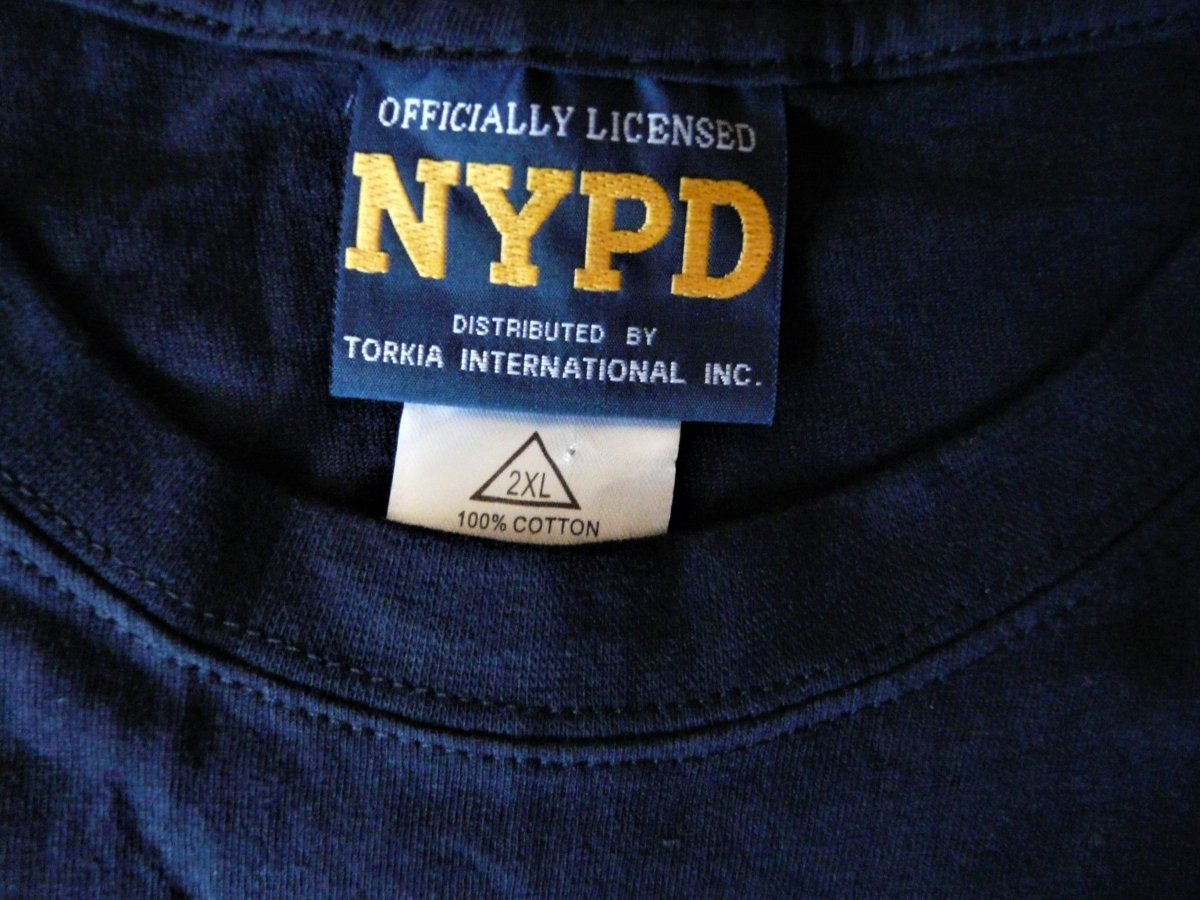 OFFICIALLY LICENSED
NYPD
DISTRIBUTED BY
TORKIA INTERNATIONAL INC.
2XL
100% COTTON